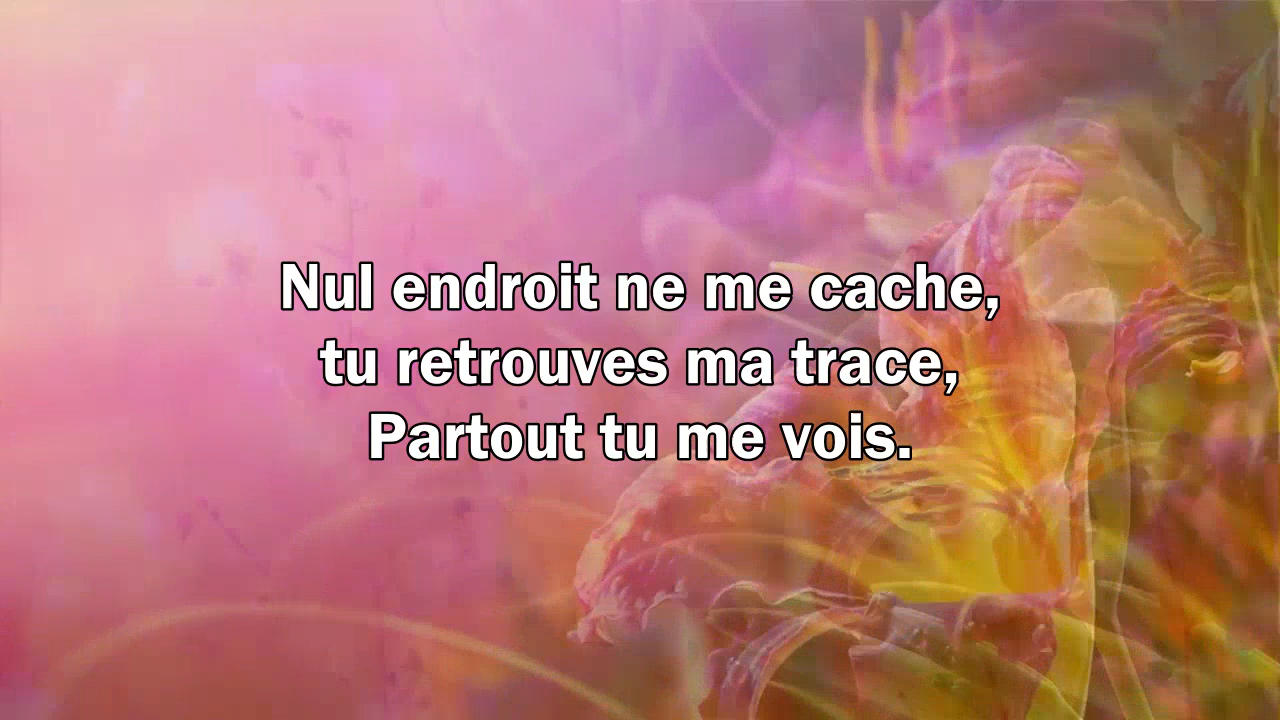 Nul endroit ne me cache,
tu retrouves ma trace,
Partout tu me vois.